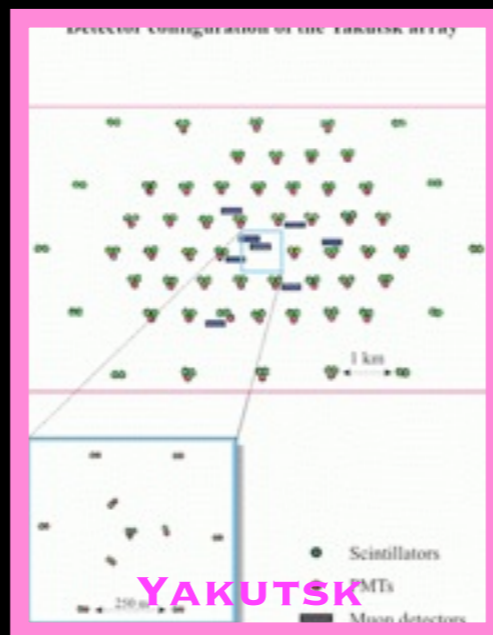 Detector configuration of the Yakutsk array
1 km
Scintillators
PMTs
Muon detectors
250 m
YAKUTSK